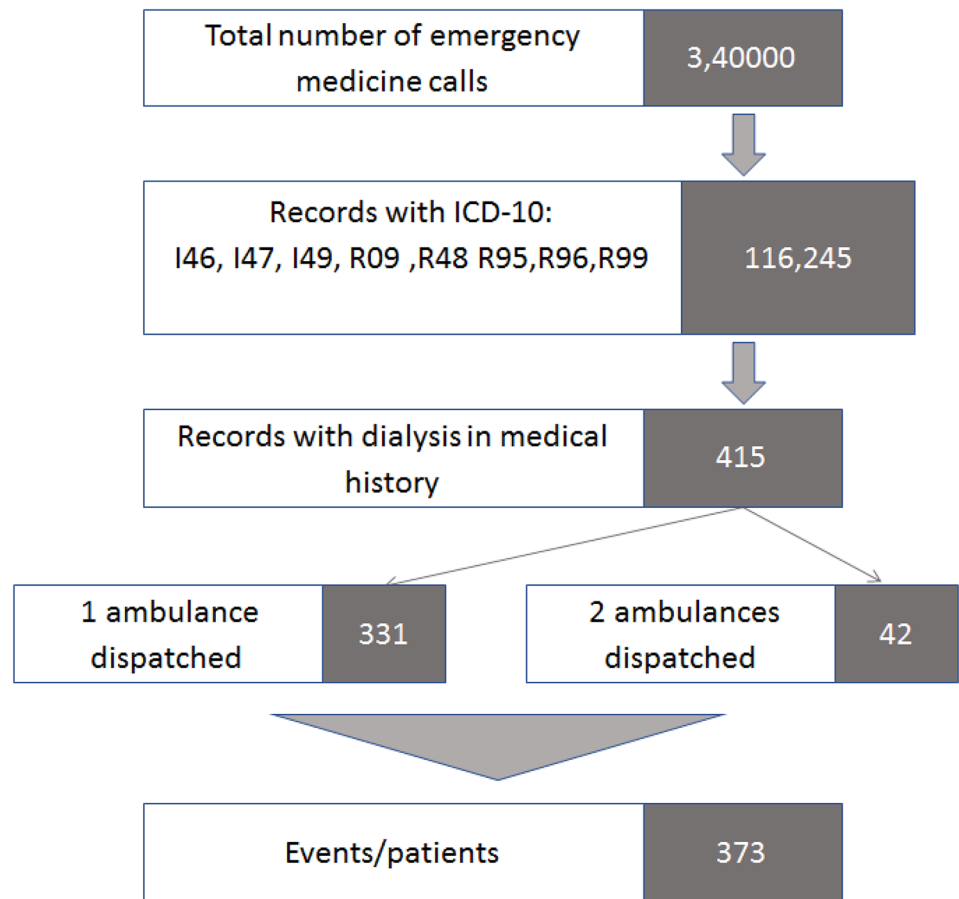 Total number of emergency
medicine calls
3,40000
Records with ICD-10:
I46, I47, I49, R09 ,R48 R95,R96,R99
116,245
Records with dialysis in medical
history
415
1 ambulance
dispatched
331
2 ambulances
dispatched
42
Events/patients
373